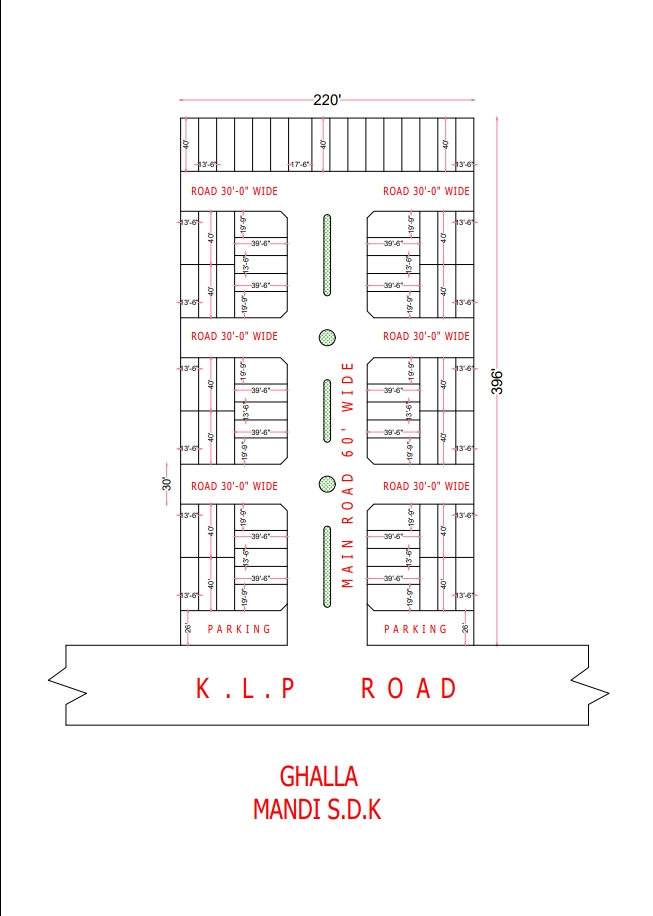 220'
40' 40' 40'
13'-6" 17'-6" 13'-6"
ROAD 30'-0" WIDE ROAD 30'-0" WIDE
13'-6" 19'-9" 19'-9" 13'-6"
40' 39'-6" 39'-6" 40'
13'-6" 13'-6"
40' 39'-6" 39'-6" 40'
13'-6" 19'-9" 19'-9" 13'-6"
ROAD 30'-0" WIDE ROAD 30'-0" WIDE
13'-6" 19'-9" 19'-9" 13'-6"
396'
40' 39'-6" 39'-6" 40'
13'-6" 13'-6"
40' 39'-6" 39'-6" 40'
13'-6" 19'-9" 19'-9" 13'-6"
MAIN ROAD 60' WIDE
30'
ROAD 30'-0" WIDE ROAD 30'-0" WIDE
13'-6" 19'-9" 19'-9" 13'-6"
40' 39'-6" 39'-6" 40'
13'-6" 13'-6"
40' 39'-6" 39'-6" 40'
13'-6" 19'-9" 19'-9" 13'-6"
26' PARKING PARKING 26'
K.L.P ROAD
GHALLA
MANDI S.D.K